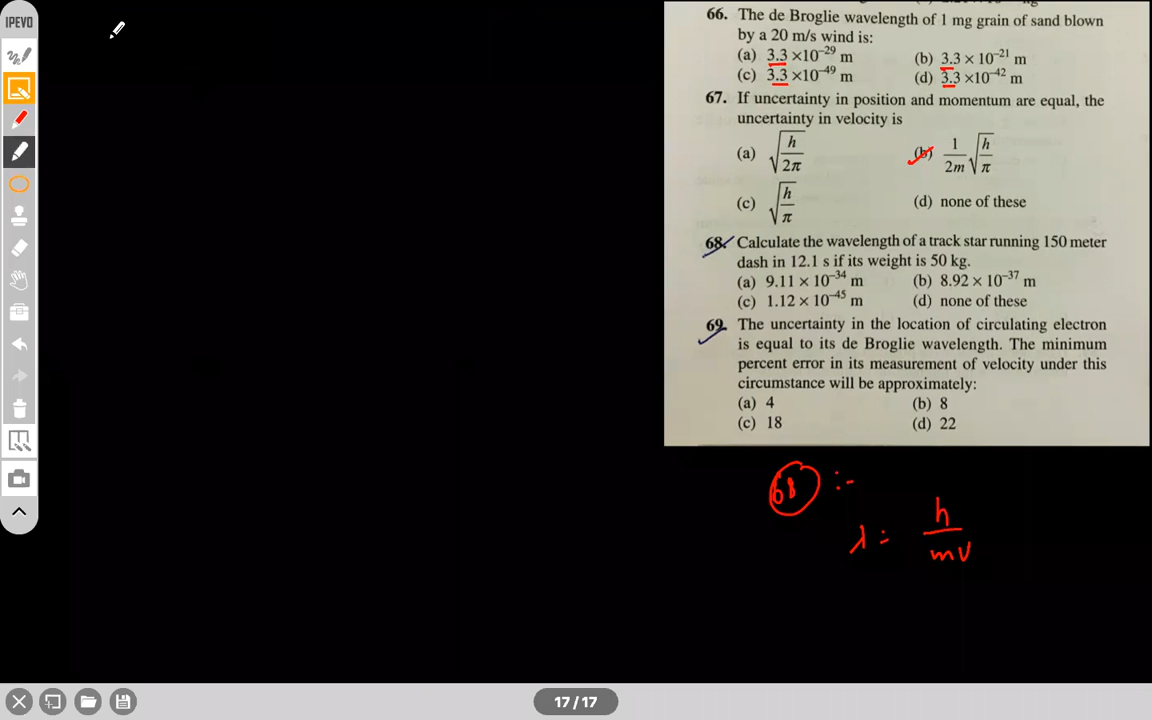 IPEVO
66. The de Broglie wavelength of 1 mg grain of sand blown
by a 20 m/s wind is:
(a) 3.3 ×10⁻²⁹ m (b) 3.3 × 10⁻²¹ m
(c) 3.3 ×10⁻⁴⁹ m (d) 3.3 ×10⁻⁴² m
67. If uncertainty in position and momentum are equal, the
uncertainty in velocity is
(a) √(h/2π) (b) 1/2m √(h/π)
(c) √(h/π) (d) none of these
68. Calculate the wavelength of a track star running 150 meter
dash in 12.1 s if its weight is 50 kg.
(a) 9.11 × 10⁻³⁴ m (b) 8.92 × 10⁻³⁷ m
(c) 1.12 × 10⁻⁴⁵ m (d) none of these
69. The uncertainty in the location of circulating electron
is equal to its de Broglie wavelength. The minimum
percent error in its measurement of velocity under this
circumstance will be approximately:
(a) 4 (b) 8
(c) 18 (d) 22
68 :-
λ = h/mv
17/17